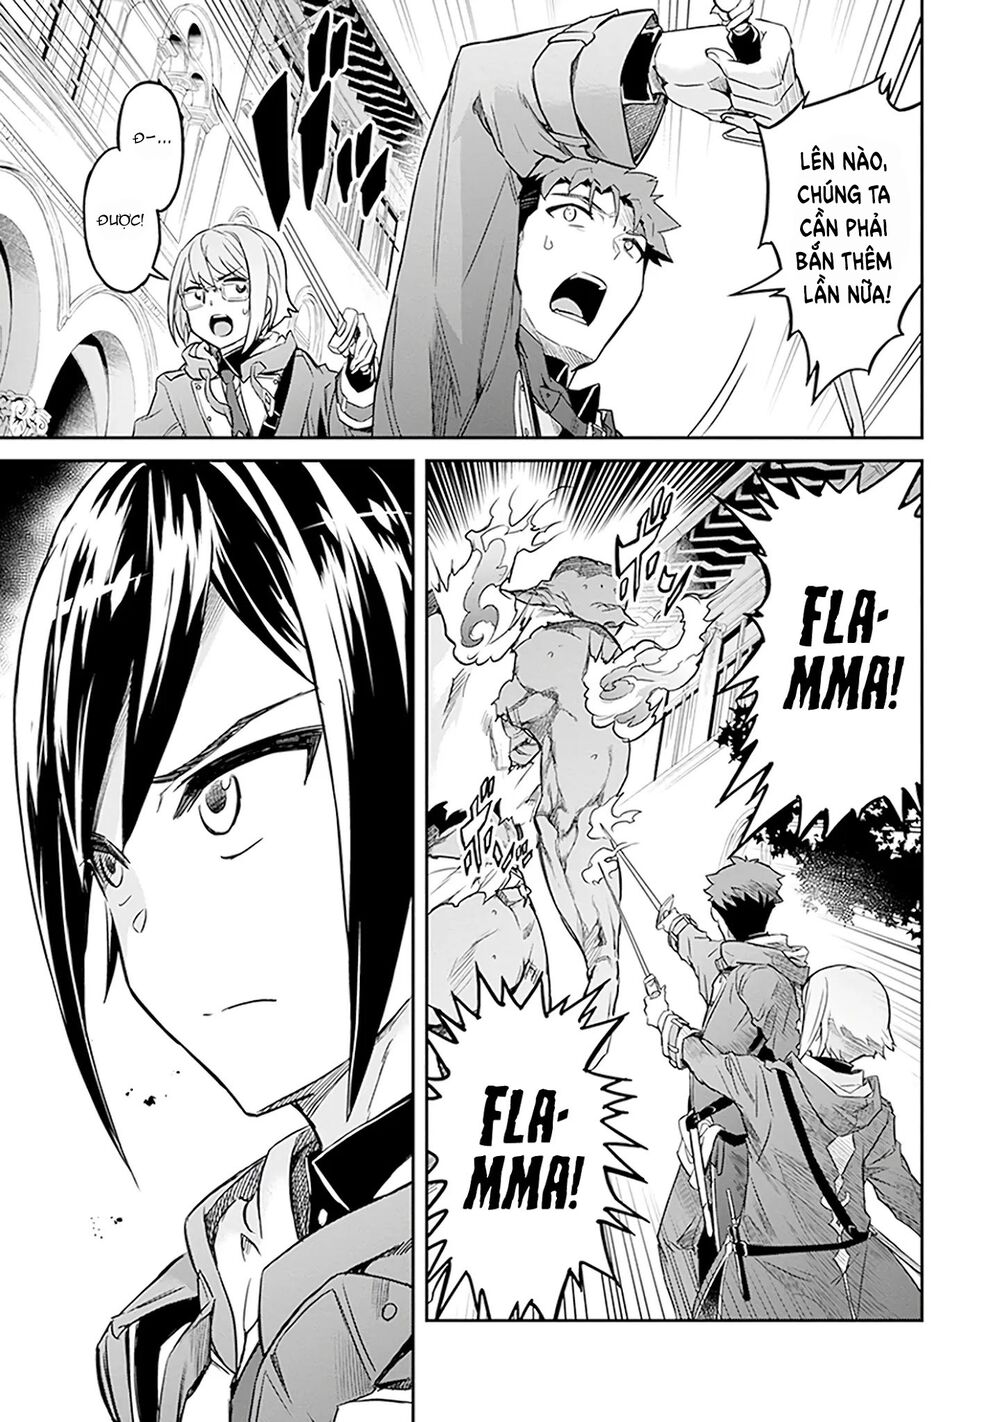 LÊN NÀO,
CHÚNG TA
CẦN PHẢI
BẮN THÊM
LẦN NỮA!
Đ-...
ĐƯỢC!
FLA-
MMA!
FLA-
MMA!